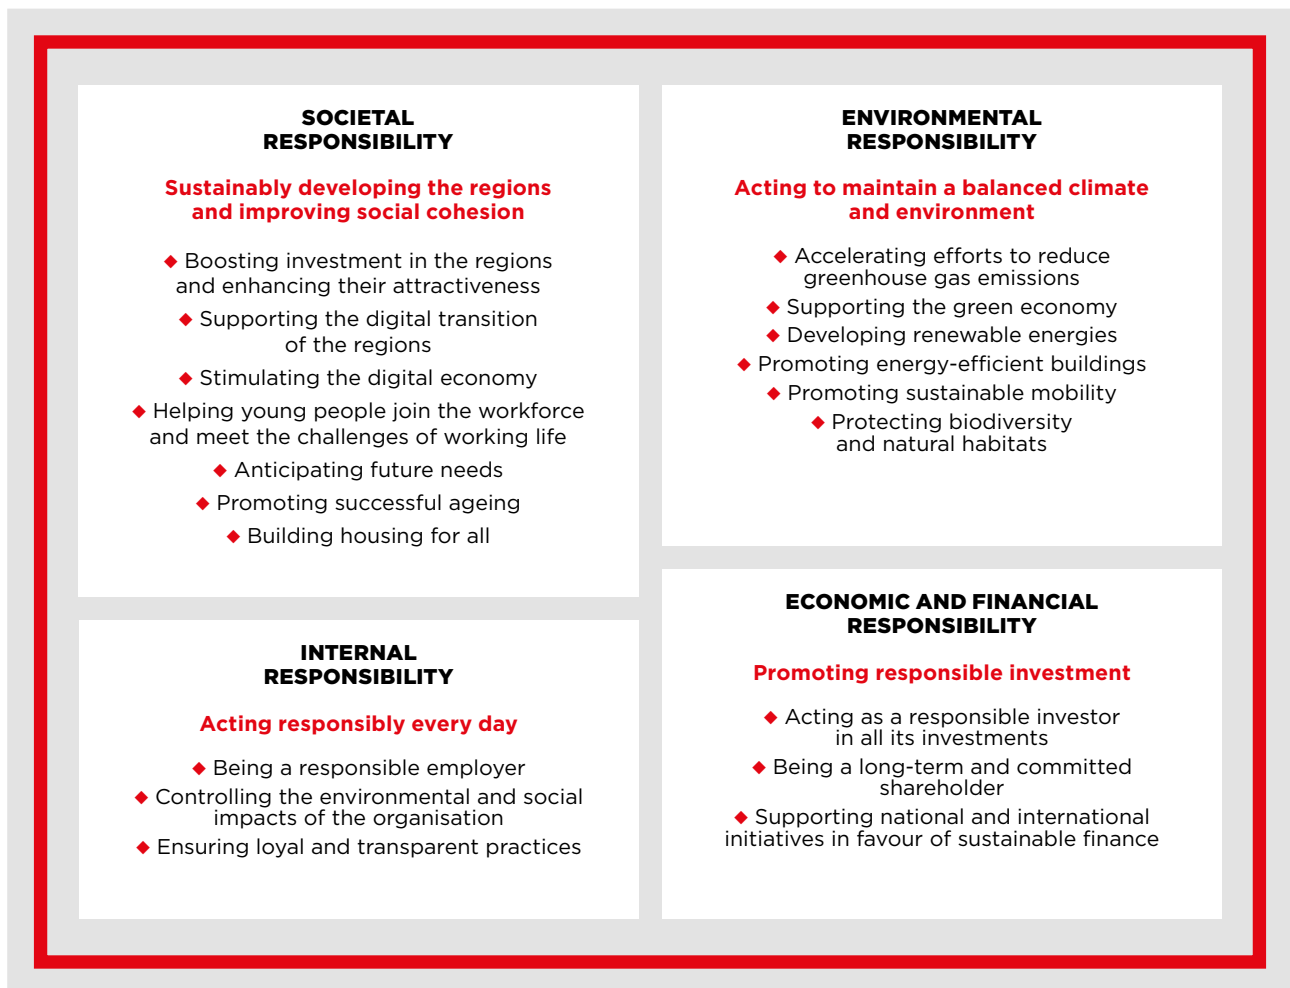 SOCIETAL
RESPONSIBILITY
Sustainably developing the regions
and improving social cohesion
◆ Boosting investment in the regions
and enhancing their attractiveness
◆ Supporting the digital transition
of the regions
◆ Stimulating the digital economy
◆ Helping young people join the workforce
and meet the challenges of working life
◆ Anticipating future needs
◆ Promoting successful ageing
◆ Building housing for all
ENVIRONMENTAL
RESPONSIBILITY
Acting to maintain a balanced climate
and environment
◆ Accelerating efforts to reduce
greenhouse gas emissions
◆ Supporting the green economy
◆ Developing renewable energies
◆ Promoting energy-efficient buildings
◆ Promoting sustainable mobility
◆ Protecting biodiversity
and natural habitats
INTERNAL
RESPONSIBILITY
Acting responsibly every day
◆ Being a responsible employer
◆ Controlling the environmental and social
impacts of the organisation
◆ Ensuring loyal and transparent practices
ECONOMIC AND FINANCIAL
RESPONSIBILITY
Promoting responsible investment
◆ Acting as a responsible investor
in all its investments
◆ Being a long-term and committed
shareholder
◆ Supporting national and international
initiatives in favour of sustainable finance